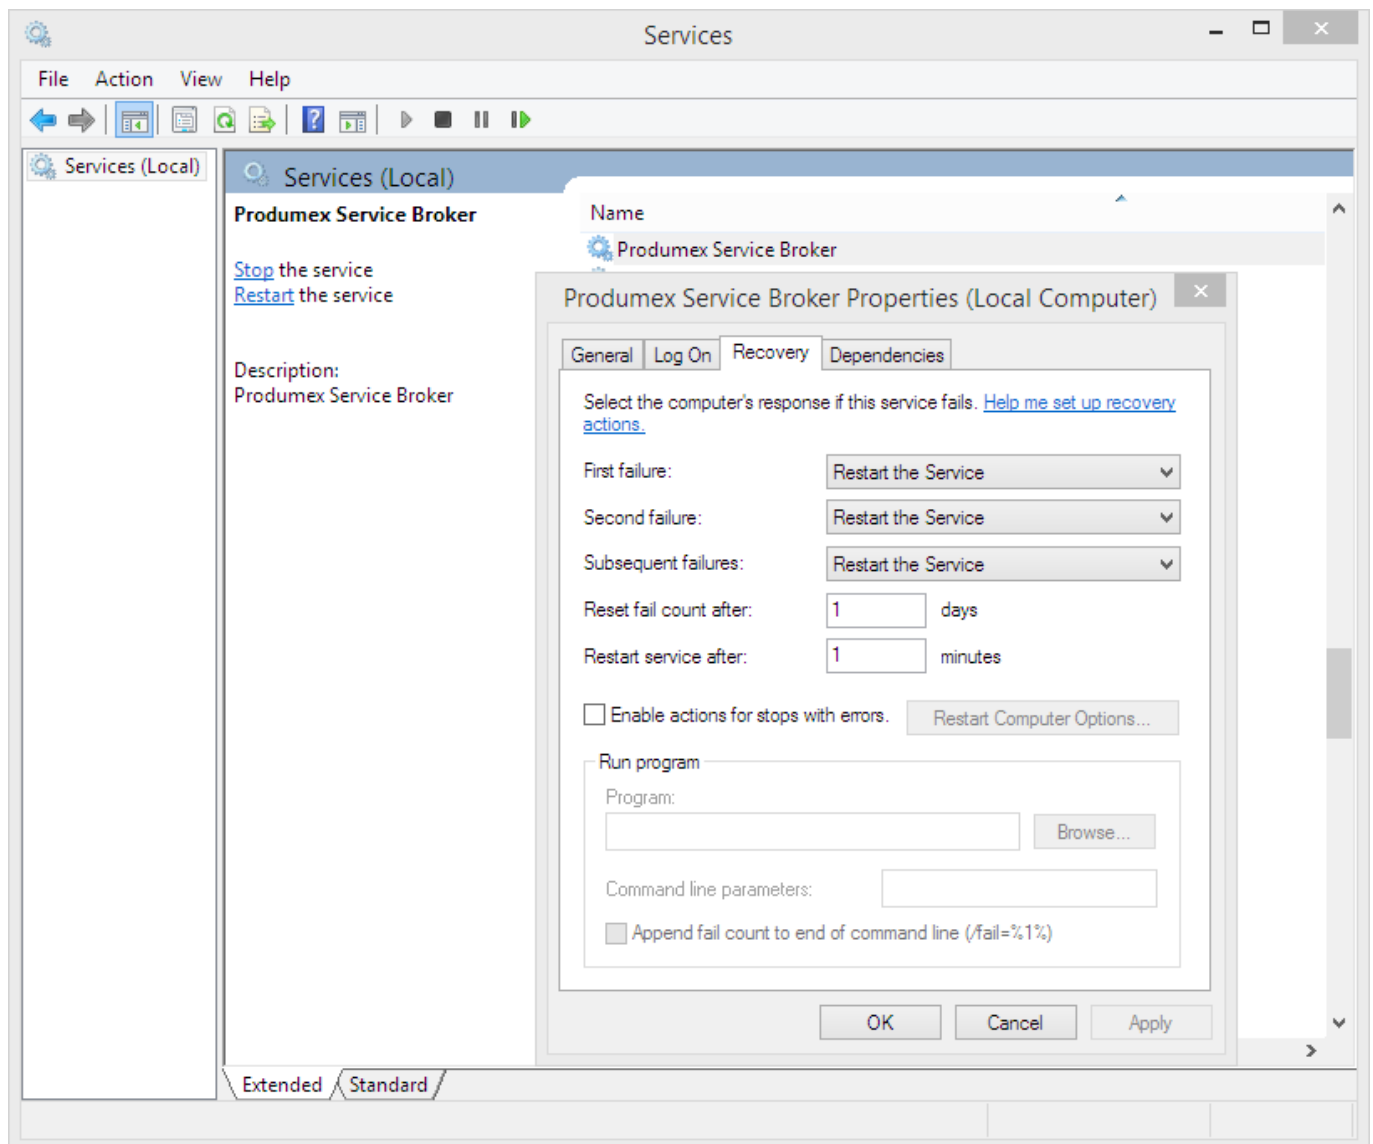 Services
File Action View Help
Services (Local)
Services (Local)
Produmex Service Broker
Stop the service
Restart the service
Description:
Produmex Service Broker
Name
Produmex Service Broker
Produmex Service Broker Properties (Local Computer)
General Log On Recovery Dependencies
Select the computer's response if this service fails. Help me set up recovery
actions.
First failure: Restart the Service
Second failure: Restart the Service
Subsequent failures: Restart the Service
Reset fail count after: 1 days
Restart service after: 1 minutes
Enable actions for stops with errors. Restart Computer Options...
Run program
Program:
Browse...
Command line parameters:
Append fail count to end of command line (/fail=%1%)
OK Cancel Apply
Extended Standard